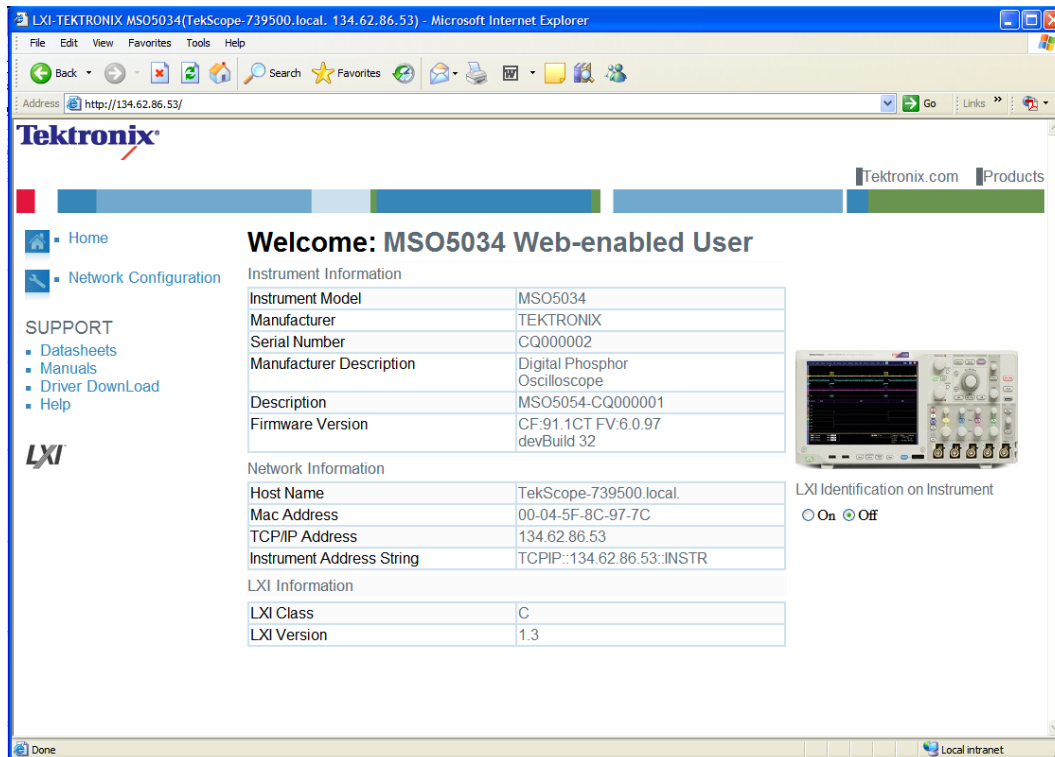 LXI-TEKTRONIX MSO5034(TekScope-739500.local. 134.62.86.53) - Microsoft Internet Explorer
File Edit View Favorites Tools Help
Back Search Favorites
Address http://134.62.86.53/ Go Links »
Tektronix
Tektronix.com Products
Home
Network Configuration
SUPPORT
Datasheets
Manuals
Driver DownLoad
Help
LXI
Welcome: MSO5034 Web-enabled User
Instrument Information
Instrument Model MSO5034
Manufacturer TEKTRONIX
Serial Number CQ000002
Manufacturer Description Digital Phosphor
Oscilloscope
Description MSO5054-CQ000001
Firmware Version CF:91.1CT FV:6.0.97
devBuild 32
Network Information
Host Name TekScope-739500.local.
Mac Address 00-04-5F-8C-97-7C
TCP/IP Address 134.62.86.53
Instrument Address String TCPIP::134.62.86.53::INSTR
LXI Information
LXI Class C
LXI Version 1.3
LXI Identification on Instrument
On Off
Done Local intranet